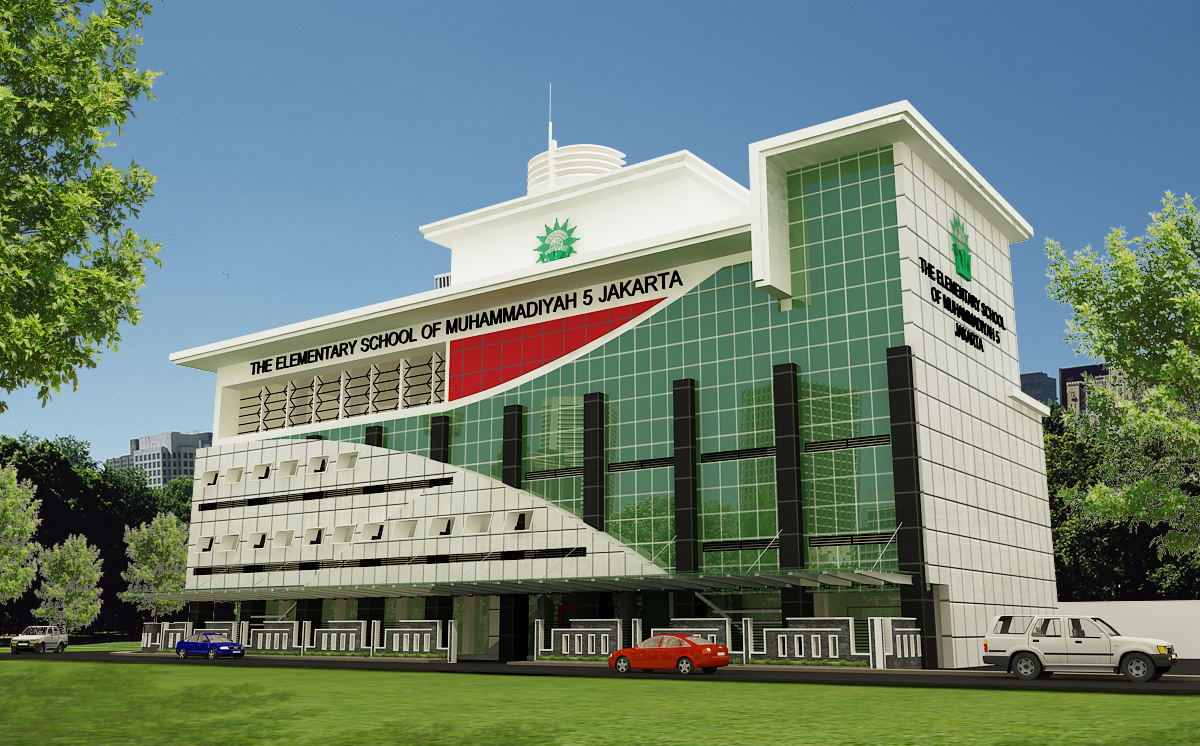 THE ELEMENTARY SCHOOL OF MUHAMMADIYAH 5 JAKARTA
THE ELEMENTARY SCHOOL
OF MUHAMMADIYAH 5
JAKARTA